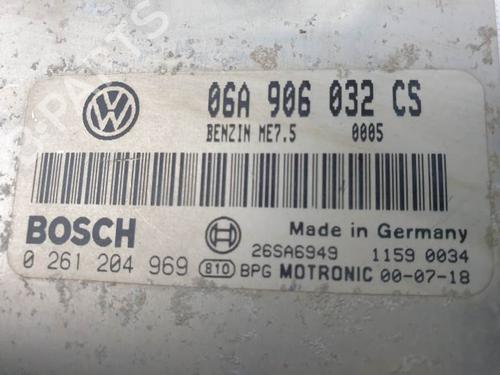 06A 906 032 CS
BENZIN ME7.5 0005
BOSCH
Made in Germany
26SA6949 1159 0034
0 261 204 969 810 BPG MOTRONIC 00-07-18